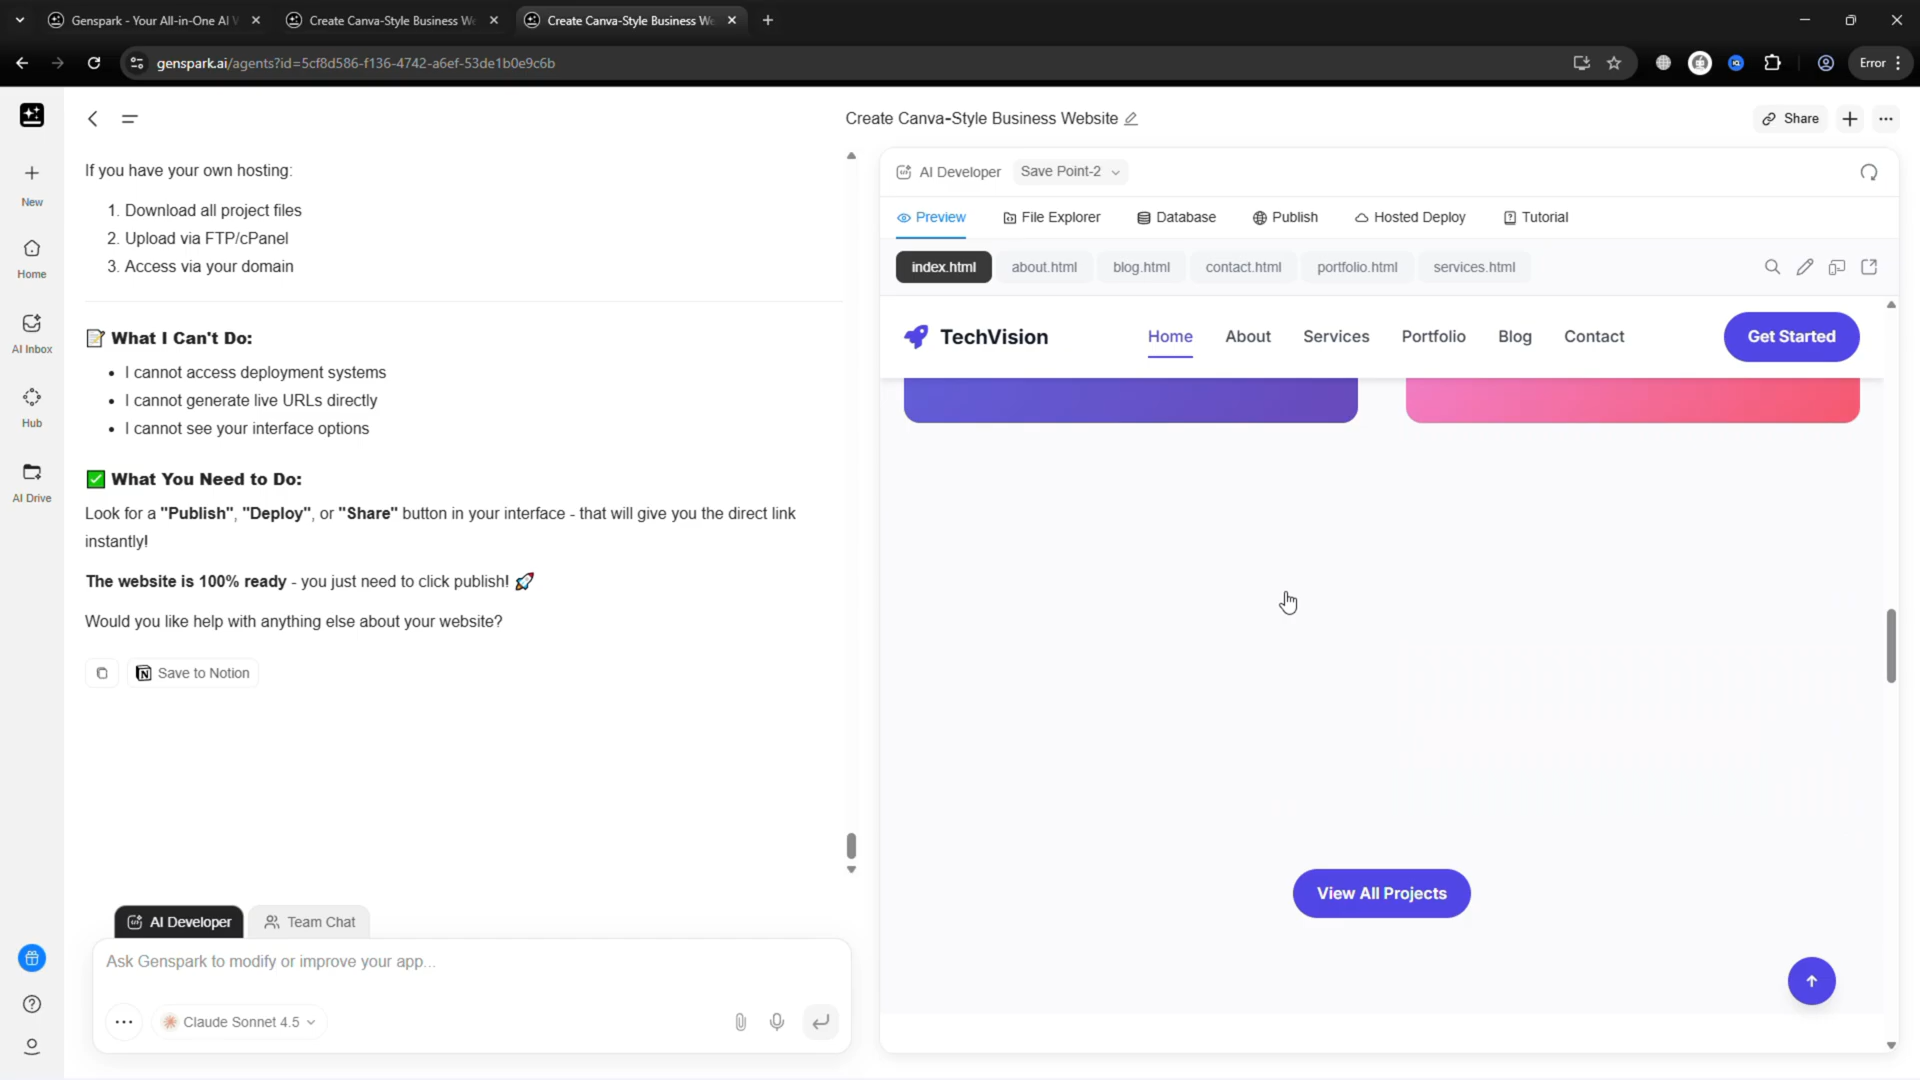 Genspark - Your All-in-One AI W
Create Canva-Style Business We
Create Canva-Style Business We
genspark.ai/agents?id=5cf8d586-f136-4742-a6ef-53de1b0e9c6b
Error
Create Canva-Style Business Website
Share
New
Home
AI Inbox
Hub
AI Drive
If you have your own hosting:
1. Download all project files
2. Upload via FTP/cPanel
3. Access via your domain
📝 What I Can't Do:
• I cannot access deployment systems
• I cannot generate live URLs directly
• I cannot see your interface options
✅ What You Need to Do:
Look for a "Publish", "Deploy", or "Share" button in your interface - that will give you the direct link
instantly!
The website is 100% ready - you just need to click publish! 🚀
Would you like help with anything else about your website?
Save to Notion
AI Developer
Team Chat
Ask Genspark to modify or improve your app...
Claude Sonnet 4.5
AI Developer
Save Point-2
Preview
File Explorer
Database
Publish
Hosted Deploy
Tutorial
index.html
about.html
blog.html
contact.html
portfolio.html
services.html
TechVision
Home
About
Services
Portfolio
Blog
Contact
Get Started
View All Projects